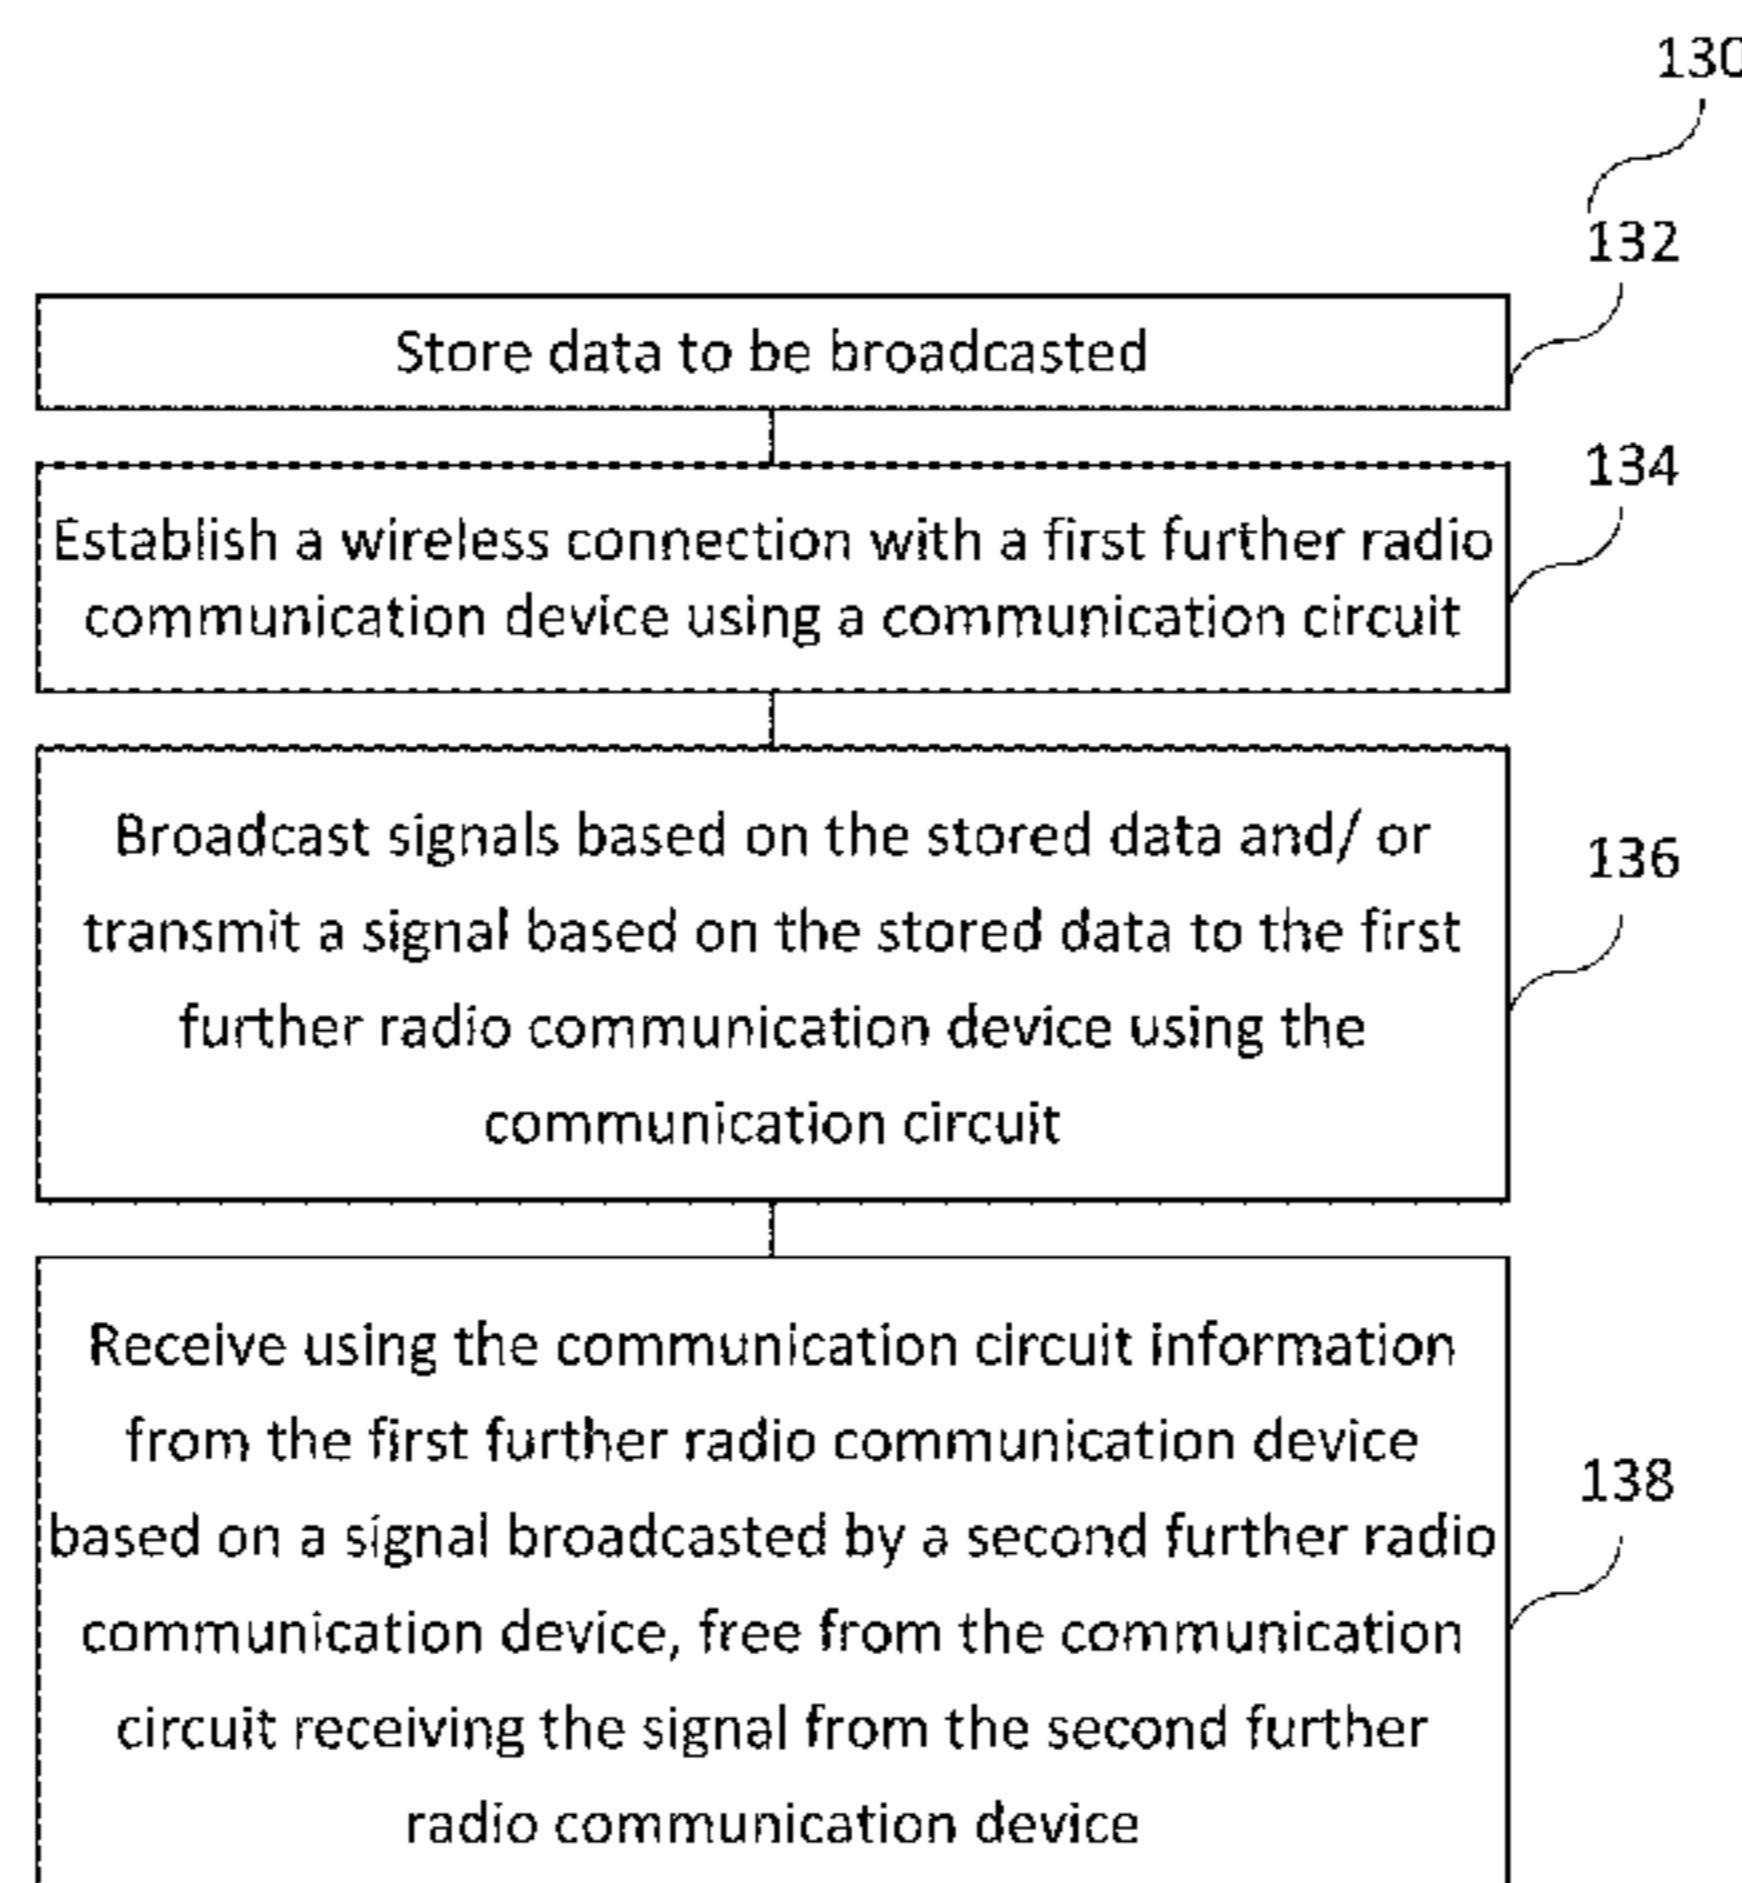 130
132
Store data to be broadcasted
134
Establish a wireless connection with a first further radio
communication device using a communication circuit
Broadcast signals based on the stored data and/ or
136
transmit a signal based on the stored data to the first
further radio communication device using the
communication circuit
Receive using the communication circuit information
from the first further radio communication device
138
based on a signal broadcasted by a second further radio
communication device, free from the communication
circuit receiving the signal from the second further
radio communication device